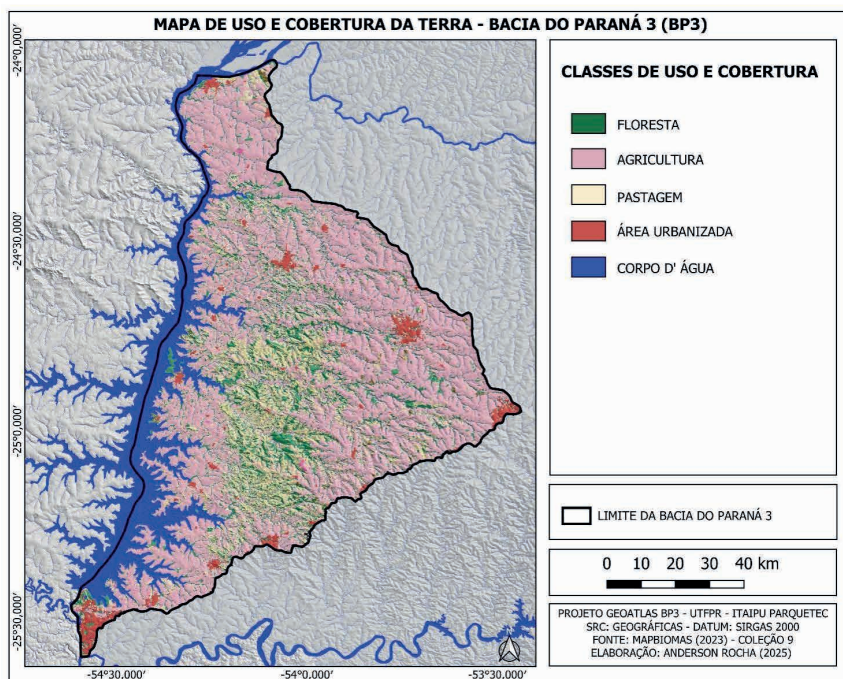 MAPA DE USO E COBERTURA DA TERRA - BACIA DO PARANÁ 3 (BP3)
-24°0,000′
-24°30,000′
-25°0,000′
-25°30,000′
-54°30,000′
-54°0,000′
-53°30,000′
CLASSES DE USO E COBERTURA
FLORESTA
AGRICULTURA
PASTAGEM
ÁREA URBANIZADA
CORPO D' ÁGUA
LIMITE DA BACIA DO PARANÁ 3
0 10 20 30 40 km
PROJETO GEOATLAS BP3 - UTFPR - ITAIPU PARQUETEC
SRC: GEOGRÁFICAS - DATUM: SIRGAS 2000
FONTE: MAPBIOMAS (2023) - COLEÇÃO 9
ELABORAÇÃO: ANDERSON ROCHA (2025)